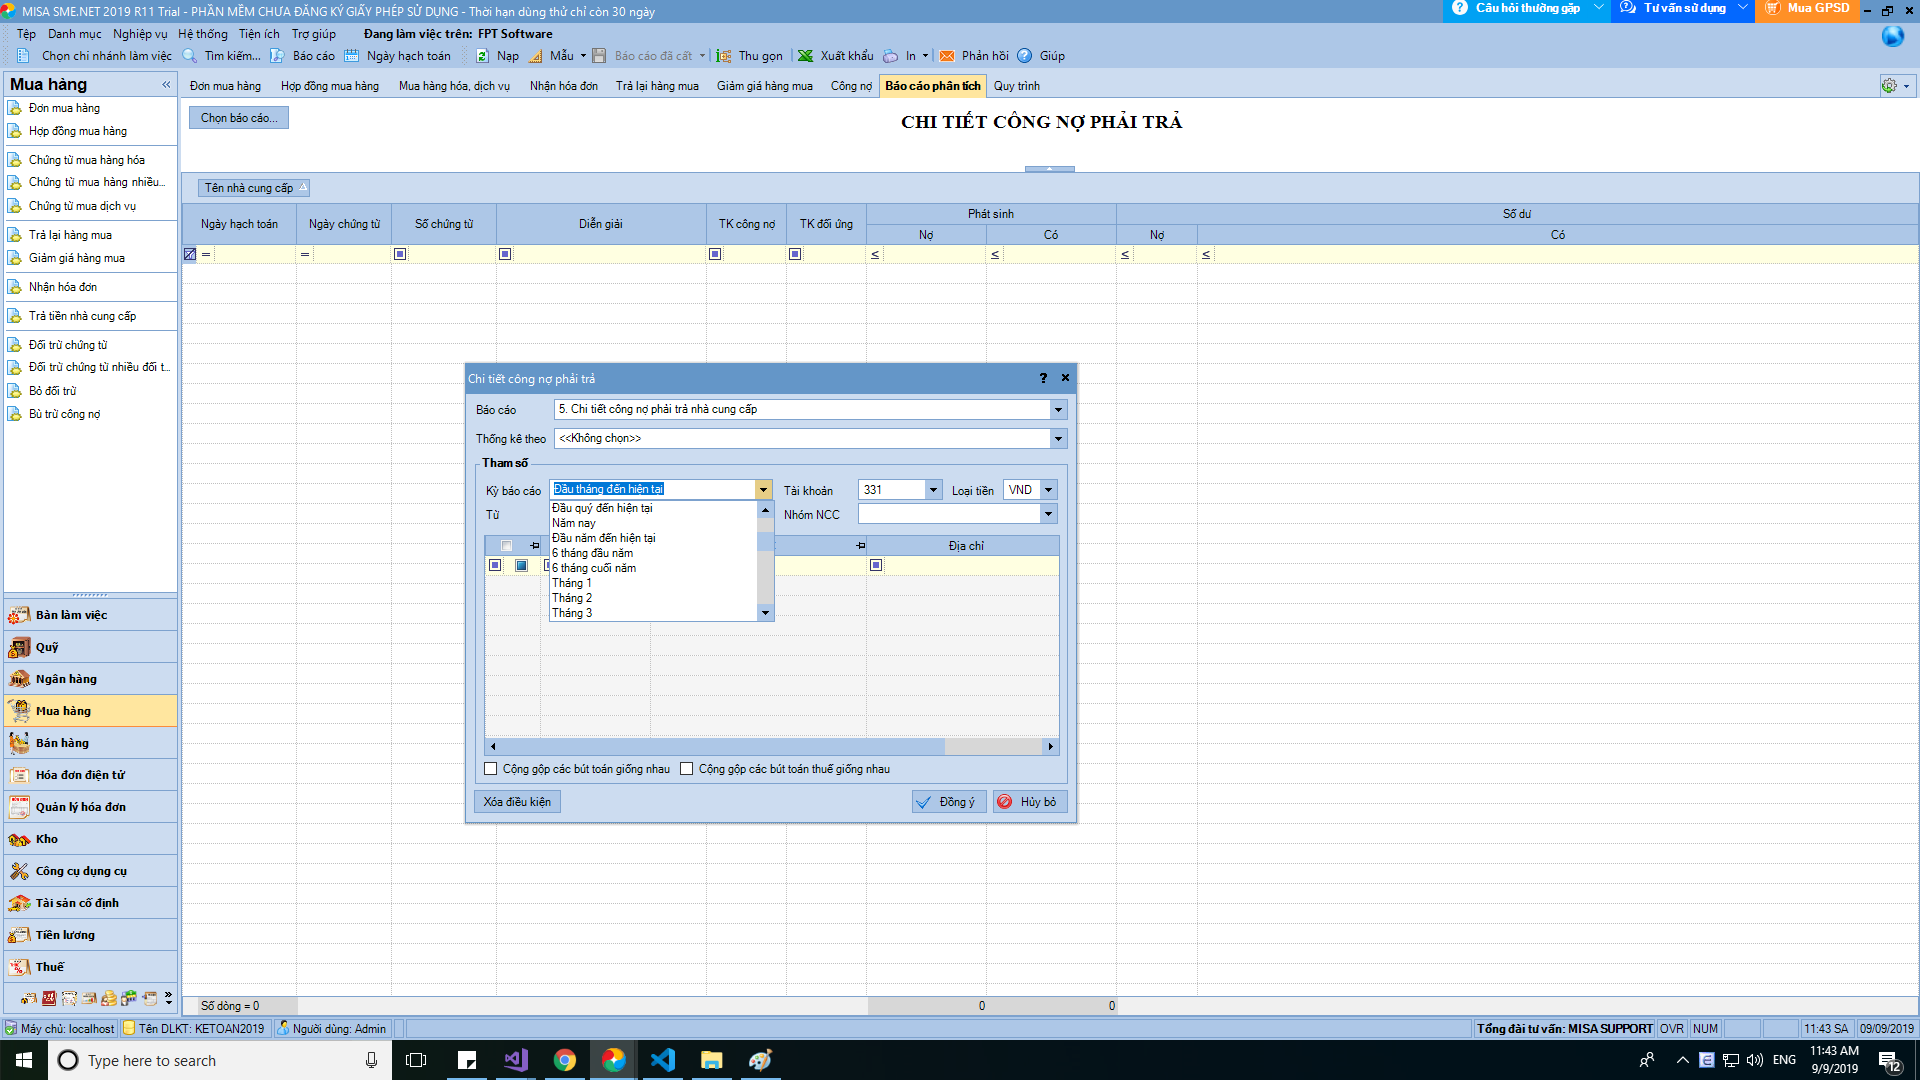 MISA SME.NET 2019 R11 Trial - PHẦN MỀM CHƯA ĐĂNG KÝ GIẤY PHÉP SỬ DỤNG - Thời hạn dùng thử chỉ còn 30 ngày
Câu hỏi thường gặp
Tư vấn sử dụng
Mua GPSD
Tệp Danh mục Nghiệp vụ Hệ thống Tiện ích Trợ giúp Đang làm việc trên: FPT Software
Chọn chi nhánh làm việc Tìm kiếm... Báo cáo Ngày hạch toán Nạp Mẫu Báo cáo đã cất Thu gọn Xuất khẩu In Phản hồi Giúp
Mua hàng
Đơn mua hàng
Hợp đồng mua hàng
Chứng từ mua hàng hóa
Chứng từ mua hàng nhiều...
Chứng từ mua dịch vụ
Trả lại hàng mua
Giảm giá hàng mua
Nhận hóa đơn
Trả tiền nhà cung cấp
Đối trừ chứng từ
Đối trừ chứng từ nhiều đối t...
Bỏ đối trừ
Bù trừ công nợ
Bàn làm việc
Quỹ
Ngân hàng
Mua hàng
Bán hàng
Hóa đơn điện tử
Quản lý hóa đơn
Kho
Công cụ dụng cụ
Tài sản cố định
Tiền lương
Thuế
Đơn mua hàng Hợp đồng mua hàng Mua hàng hóa, dịch vụ Nhận hóa đơn Trả lại hàng mua Giảm giá hàng mua Công nợ Báo cáo phân tích Quy trình
Chọn báo cáo...
CHI TIẾT CÔNG NỢ PHẢI TRẢ
Tên nhà cung cấp
Ngày hạch toán Ngày chứng từ Số chứng từ Diễn giải TK công nợ TK đối ứng Phát sinh Số dư
Nợ Có Nợ Có
= = ≤ ≤ ≤ ≤
Chi tiết công nợ phải trả
Báo cáo 5. Chi tiết công nợ phải trả nhà cung cấp
Thống kê theo <<Không chọn>>
Tham số
Kỳ báo cáo Đầu tháng đến hiện tại Tài khoản 331 Loại tiền VND
Từ Nhóm NCC
Đầu quý đến hiện tại
Năm nay
Đầu năm đến hiện tại
6 tháng đầu năm
6 tháng cuối năm
Tháng 1
Tháng 2
Tháng 3
Địa chỉ
Cộng gộp các bút toán giống nhau Cộng gộp các bút toán thuế giống nhau
Xóa điều kiện Đồng ý Hủy bỏ
Số dòng = 0 0 0
Máy chủ: localhost Tên DLKT: KETOAN2019 Người dùng: Admin Tổng đài tư vấn: MISA SUPPORT OVR NUM 11:43 SA 09/09/2019
Type here to search
ENG
11:43 AM
9/9/2019
12